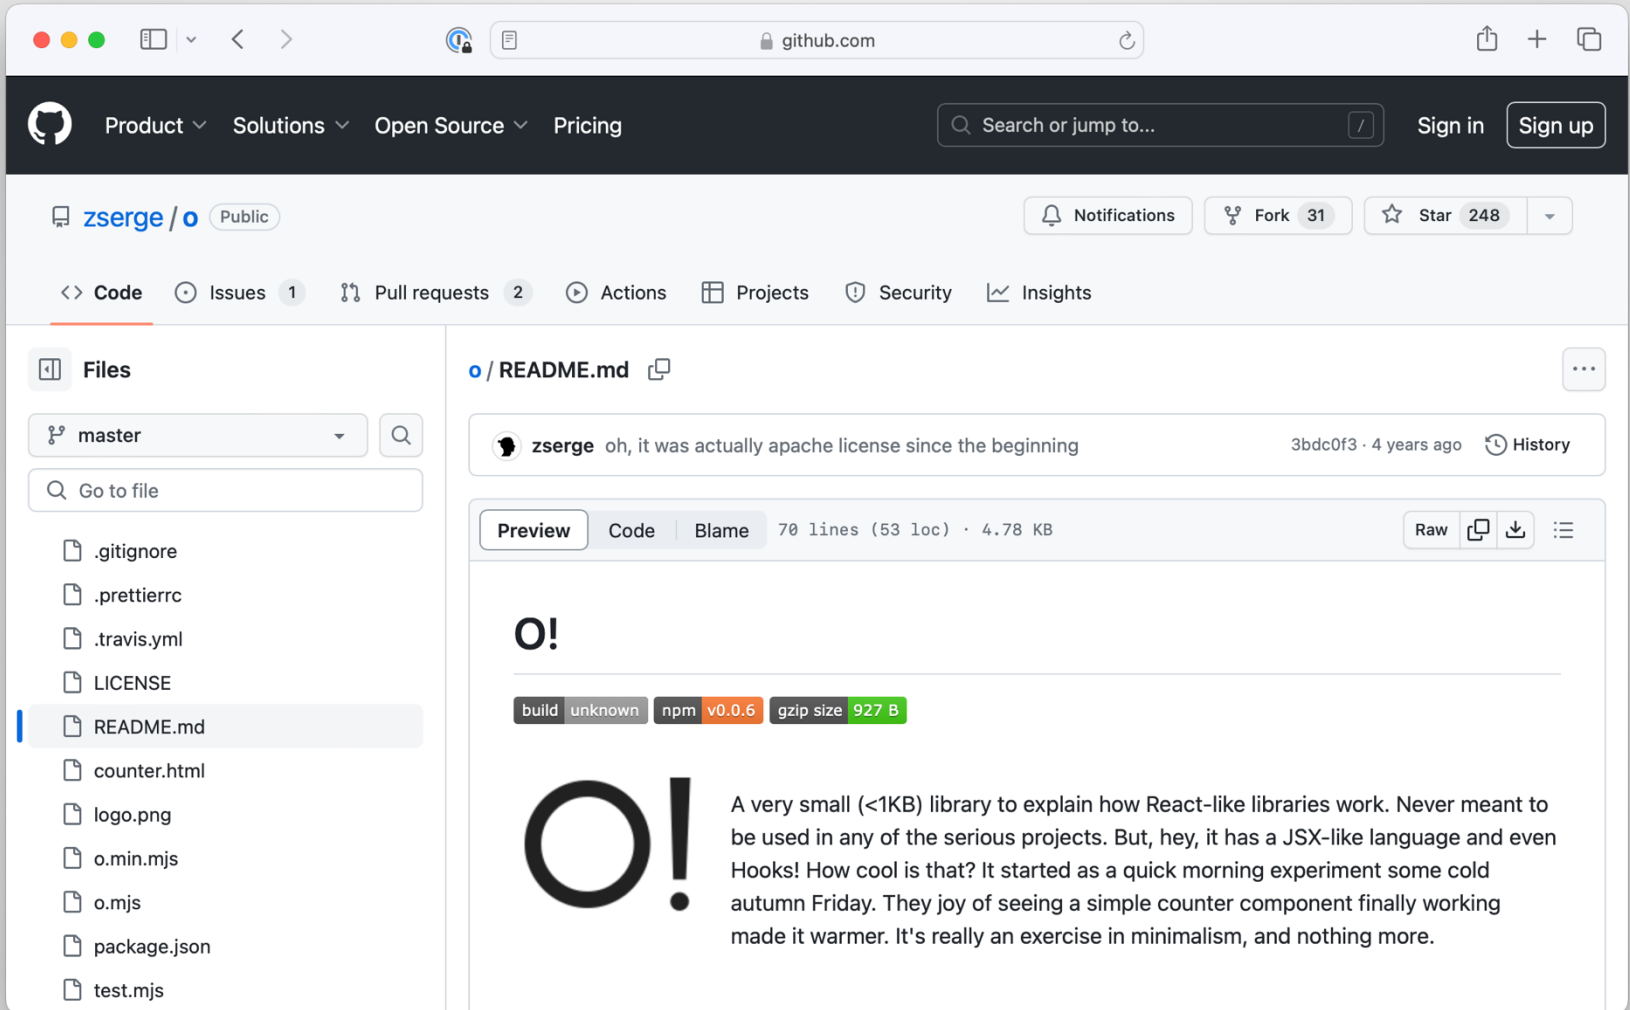 github.com
Product Solutions Open Source Pricing Search or jump to... / Sign in Sign up
zserge / o Public Notifications Fork 31 Star 248
Code Issues 1 Pull requests 2 Actions Projects Security Insights
Files
master
Go to file
.gitignore
.prettierrc
.travis.yml
LICENSE
README.md
counter.html
logo.png
o.min.mjs
o.mjs
package.json
test.mjs
o / README.md
zserge oh, it was actually apache license since the beginning 3bdc0f3 · 4 years ago History
Preview Code Blame 70 lines (53 loc) · 4.78 KB Raw
O!
build unknown npm v0.0.6 gzip size 927 B
O!
A very small (<1KB) library to explain how React-like libraries work. Never meant to
be used in any of the serious projects. But, hey, it has a JSX-like language and even
Hooks! How cool is that? It started as a quick morning experiment some cold
autumn Friday. They joy of seeing a simple counter component finally working
made it warmer. It's really an exercise in minimalism, and nothing more.